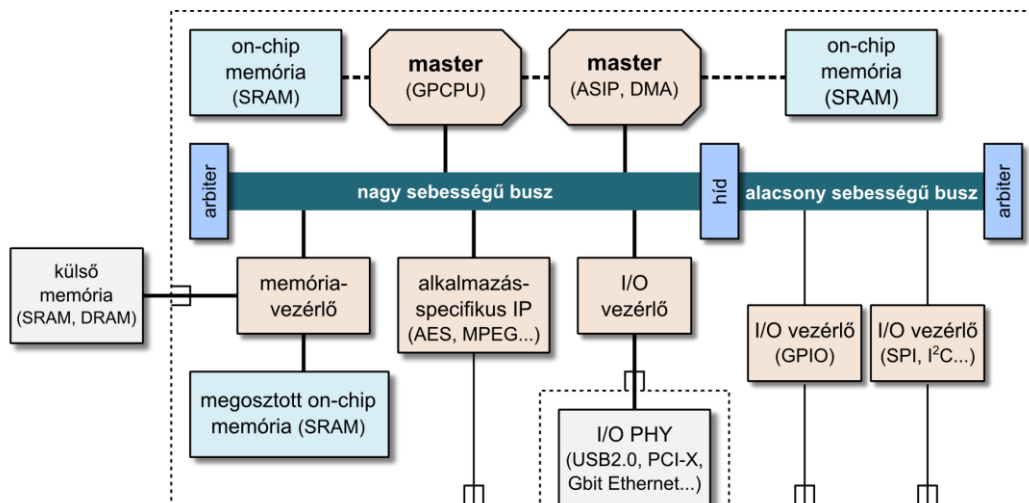 on-chip
memória
(SRAM)
master
(GPCPU)
master
(ASIP, DMA)
on-chip
memória
(SRAM)
arbiter
nagy sebességű busz
híd
alacsony sebességű busz
arbiter
külső
memória
(SRAM, DRAM)
memória-
vezérlő
alkalmazás-
specifikus IP
(AES, MPEG...)
I/O
vezérlő
I/O vezérlő
(GPIO)
I/O vezérlő
(SPI, I²C...)
megosztott on-chip
memória (SRAM)
I/O PHY
(USB2.0, PCI-X,
Gbit Ethernet...)